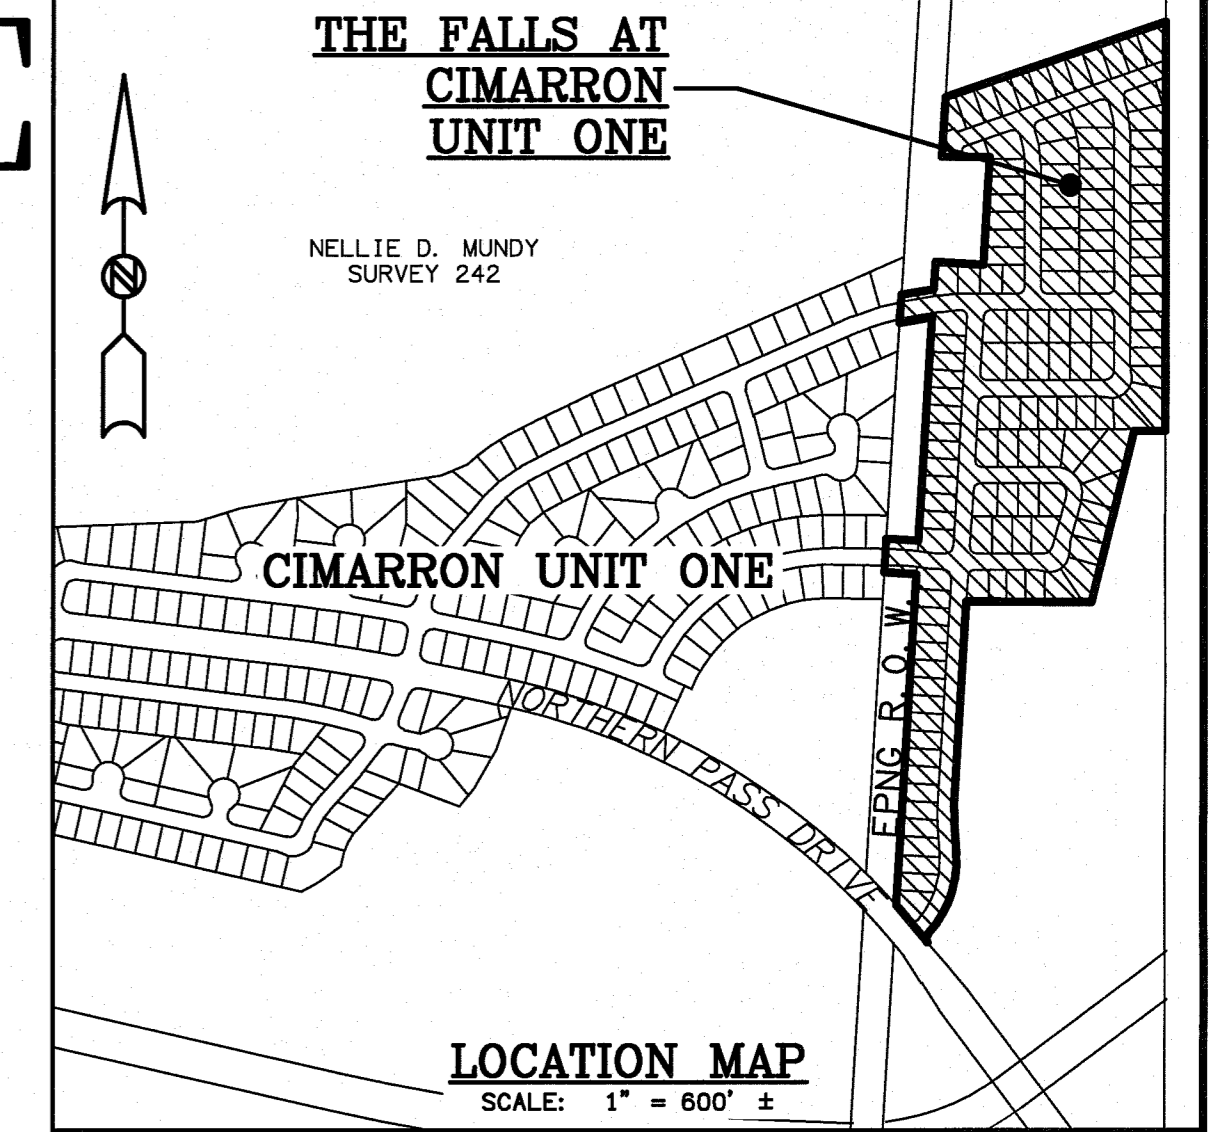 THE FALLS AT
CIMARRON
UNIT ONE
NELLIE D. MUNDY
SURVEY 242
N
CIMARRON UNIT ONE
NORTHERN PASS DRIVE
EPNG R.O.W.
LOCATION MAP
SCALE: 1" = 600' ±